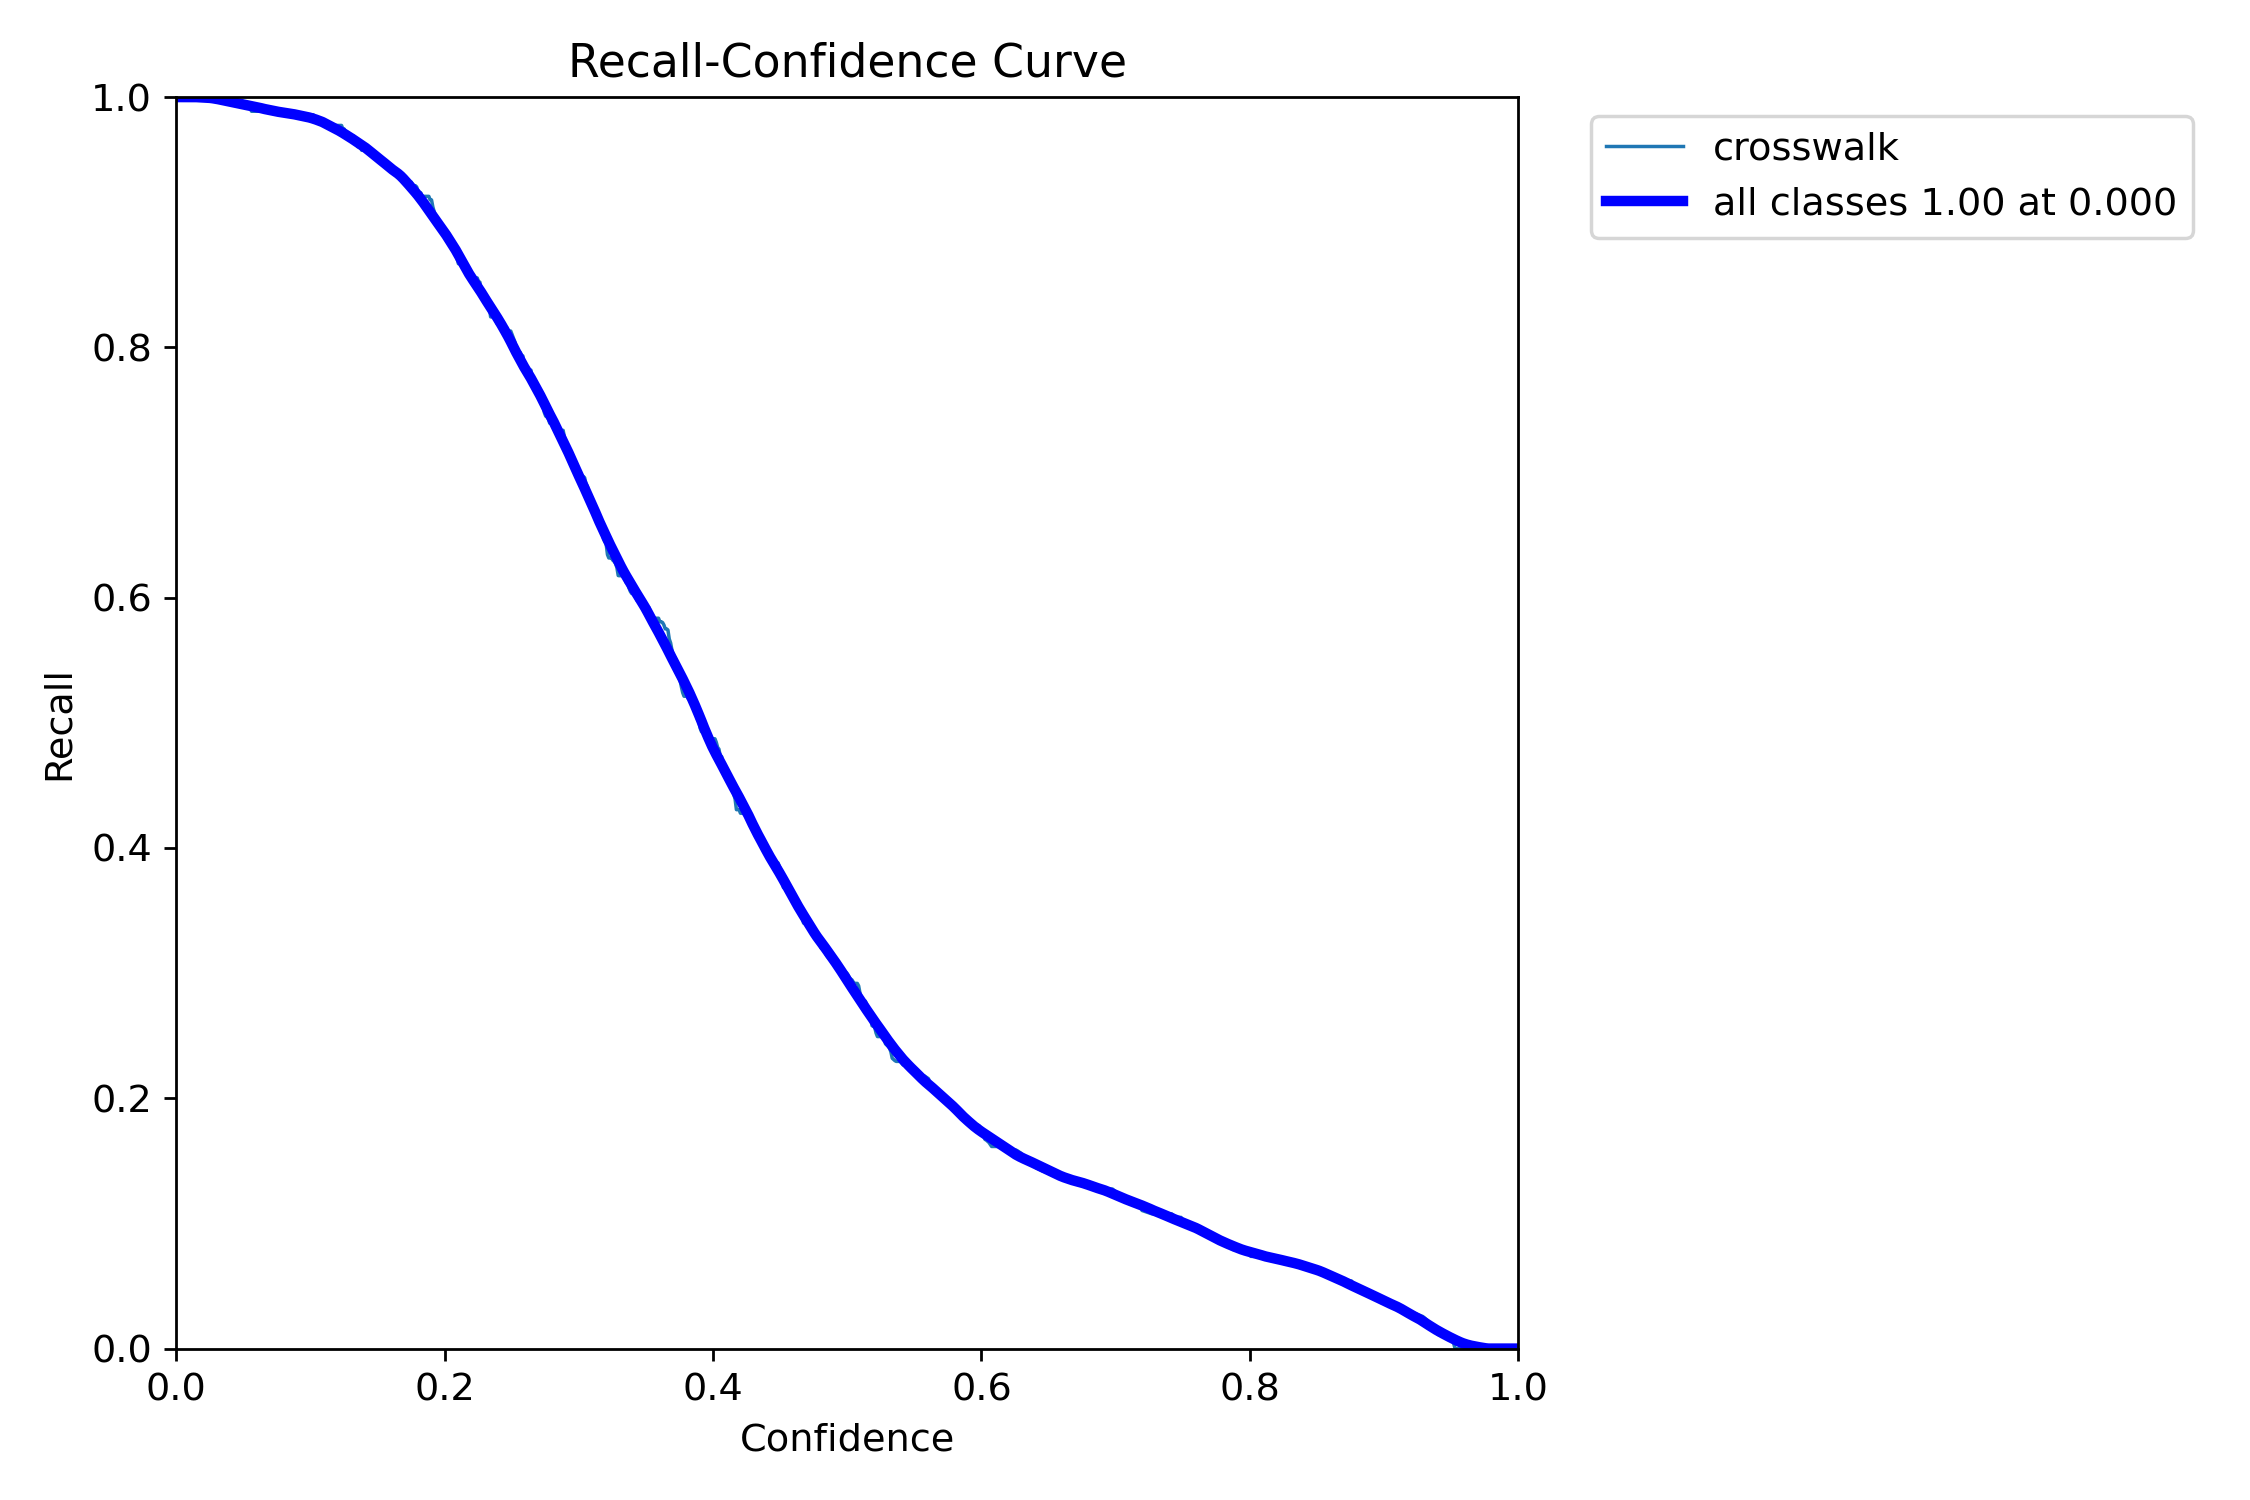 Recall-Confidence Curve
crosswalk
all classes 1.00 at 0.000
1.0
0.8
0.6
0.4
0.2
0.0
Recall
0.0 0.2 0.4 0.6 0.8 1.0
Confidence